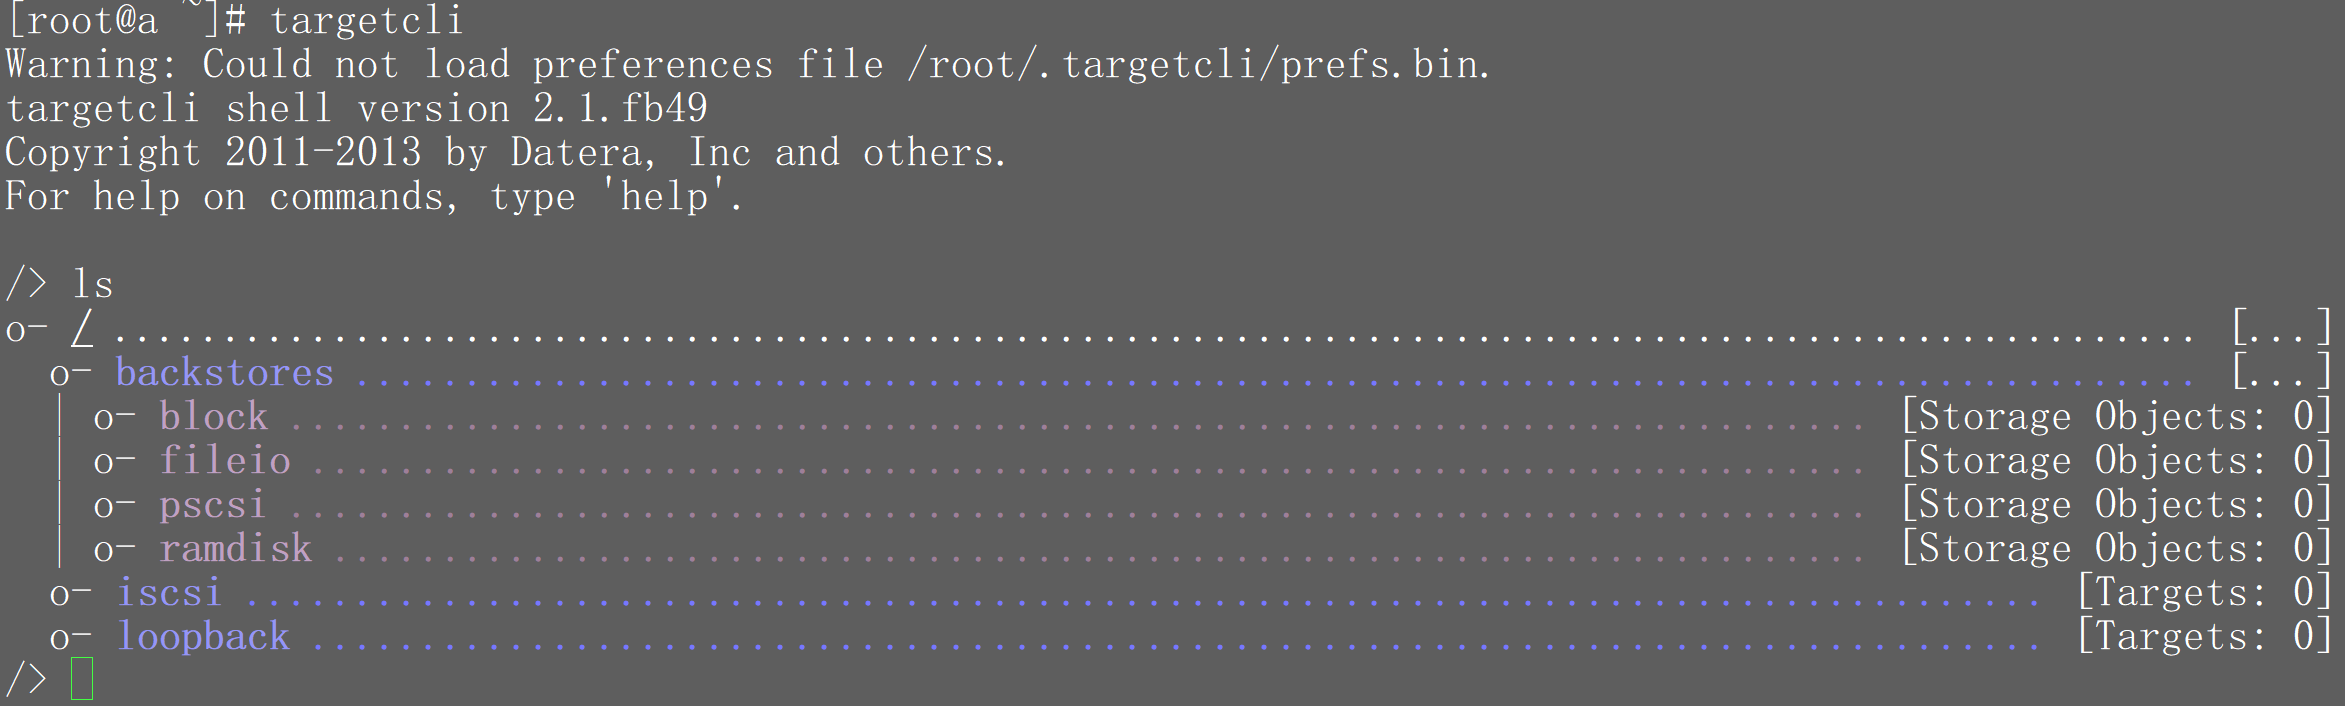 [root@a ~]# targetcli
Warning: Could not load preferences file /root/.targetcli/prefs.bin.
targetcli shell version 2.1.fb49
Copyright 2011-2013 by Datera, Inc and others.
For help on commands, type 'help'.
/> ls
o- / ............................................................................................... [...]
  o- backstores .................................................................................... [...]
  | o- block ........................................................................ [Storage Objects: 0]
  | o- fileio ....................................................................... [Storage Objects: 0]
  | o- pscsi ........................................................................ [Storage Objects: 0]
  | o- ramdisk ...................................................................... [Storage Objects: 0]
  o- iscsi .................................................................................. [Targets: 0]
  o- loopback ............................................................................... [Targets: 0]
/>